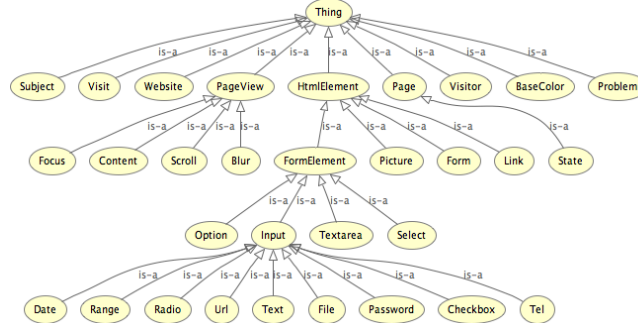 Thing
is-a is-a is-a is-a is-a is-a is-a is-a is-a
Subject Visit Website PageView HtmlElement Page Visitor BaseColor Problem
is-a is-a is-a is-a is-a is-a is-a is-a is-a is-a
Focus Content Scroll Blur FormElement Picture Form Link State
is-a is-a is-a is-a
Option Input Textarea Select
is-a is-a is-a is-a is-a is-a is-a is-a is-a
Date Range Radio Url Text File Password Checkbox Tel